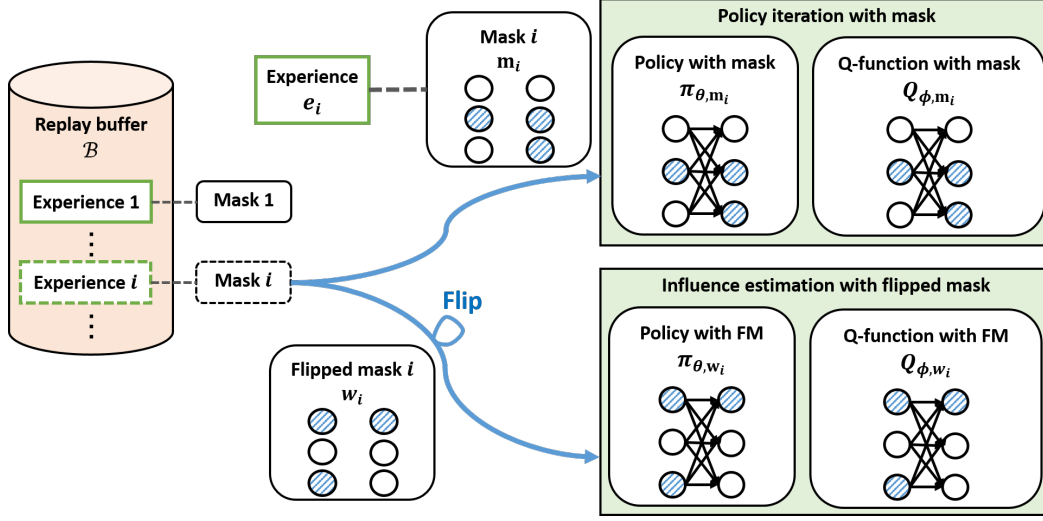 Replay buffer
ℬ
Experience 1
Mask 1
Experience i
Mask i
Experience
e_i
Mask i
m_i
Flip
Flipped mask i
w_i
Policy iteration with mask
Policy with mask
π_θ,m_i
Q-function with mask
Q_ϕ,m_i
Influence estimation with flipped mask
Policy with FM
π_θ,w_i
Q-function with FM
Q_ϕ,w_i